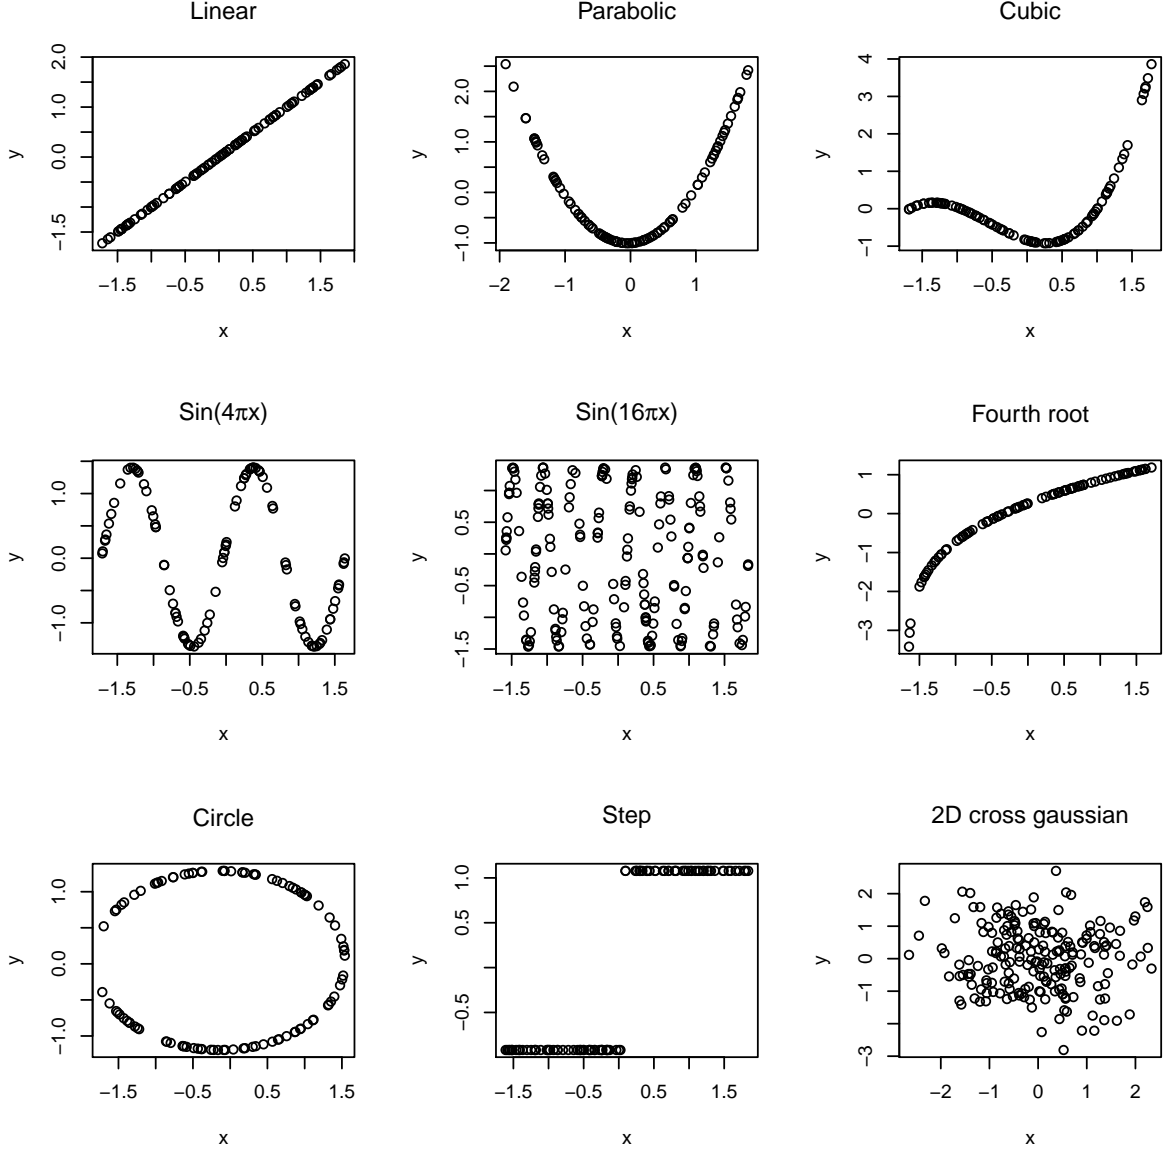 Linear
Parabolic
Cubic
y
2.0
1.0
0.0
−1.5
−1.5
−0.5
0.5
1.5
x
y
2.0
1.0
0.0
−1.0
−2
−1
0
1
x
y
4
3
2
1
0
−1
−1.5
−0.5
0.5
1.5
x
Sin(4πx)
Sin(16πx)
Fourth root
y
1.0
0.0
−1.0
−1.5
−0.5
0.5
1.5
x
y
0.5
−0.5
−1.5
−1.5
−0.5
0.5
1.5
x
y
1
0
−1
−2
−3
−1.5
−0.5
0.5
1.5
x
Circle
Step
2D cross gaussian
y
1.0
0.0
−1.0
−1.5
−0.5
0.5
1.5
x
y
1.0
0.5
−0.5
−1.5
−0.5
0.5
1.5
x
y
2
1
0
−1
−3
−2
−1
0
1
2
x